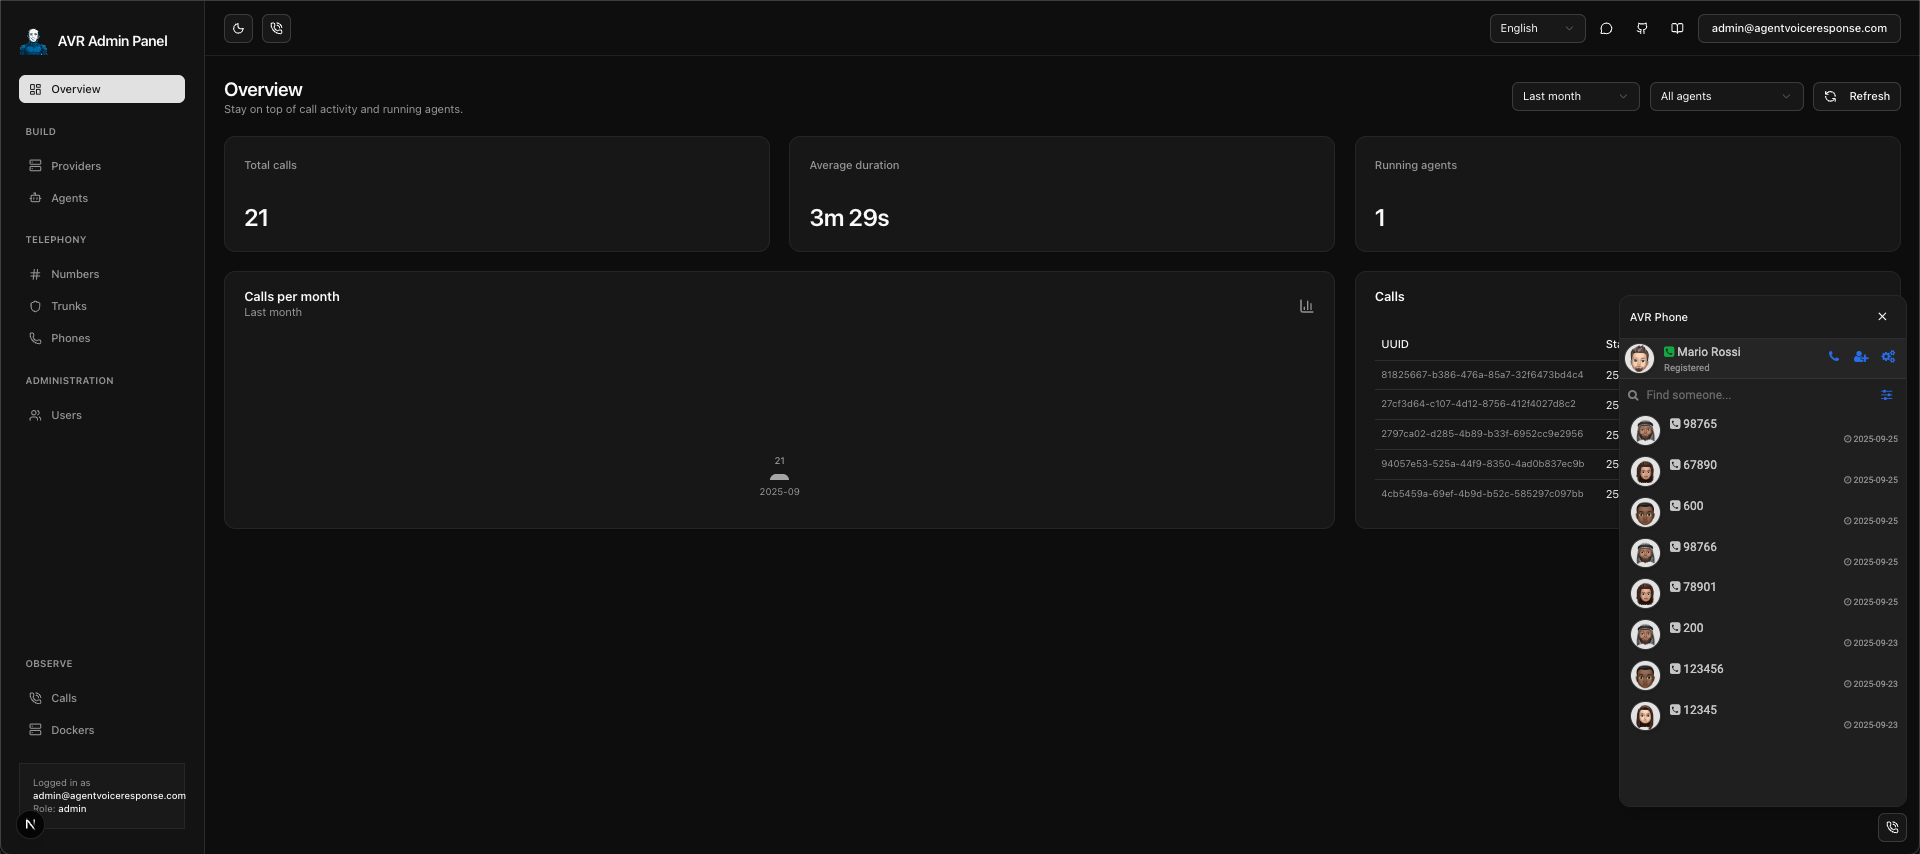 AVR Admin Panel
Overview
BUILD
Providers
Agents
TELEPHONY
Numbers
Trunks
Phones
ADMINISTRATION
Users
OBSERVE
Calls
Dockers
Logged in as
admin@agentvoiceresponse.com
Role: admin
N
English
admin@agentvoiceresponse.com
Overview
Stay on top of call activity and running agents.
Last month
All agents
Refresh
Total calls
21
Average duration
3m 29s
Running agents
1
Calls per month
Last month
21
2025-09
Calls
UUID Sta
81825667-b386-476a-85a7-32f6473bd4c4 25
27cf3d64-c107-4d12-8756-412f4027d8c2 25
2797ca02-d285-4b89-b33f-6952cc9e2956 25
94057e53-525a-44f9-8350-4ad0b837ec9b 25
4cb5459a-69ef-4b9d-b52c-585297c097bb 25
AVR Phone
Mario Rossi
Registered
Find someone...
98765
2025-09-25
67890
2025-09-25
600
2025-09-25
98766
2025-09-25
78901
2025-09-25
200
2025-09-23
123456
2025-09-23
12345
2025-09-23